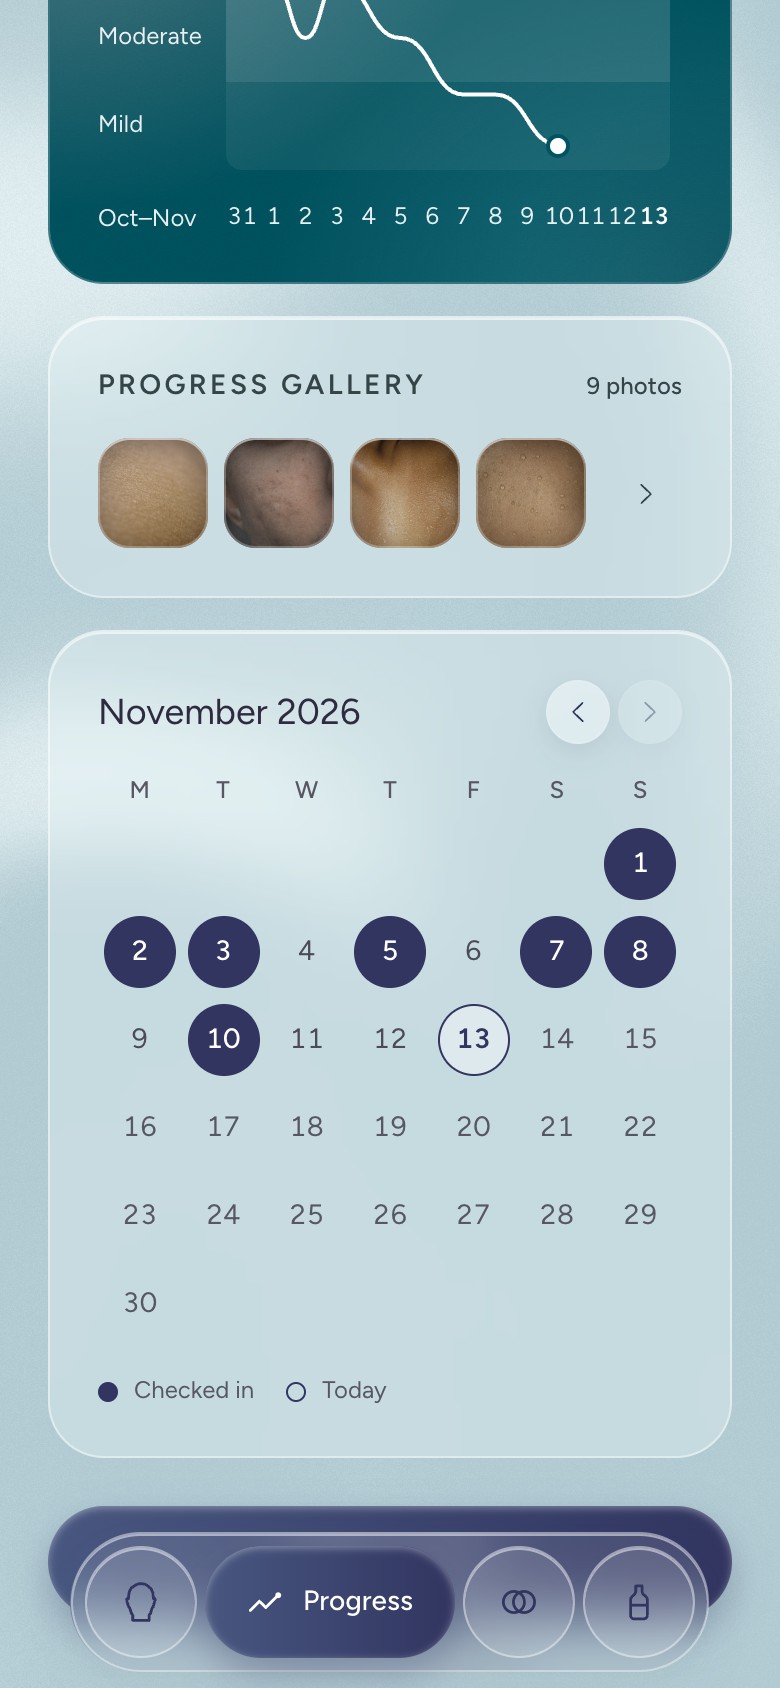 Moderate
Mild
Oct–Nov 31 1 2 3 4 5 6 7 8 9 10 11 12 13
PROGRESS GALLERY 9 photos
November 2026
M T W T F S S
1
2 3 4 5 6 7 8
9 10 11 12 13 14 15
16 17 18 19 20 21 22
23 24 25 26 27 28 29
30
Checked in Today
Progress